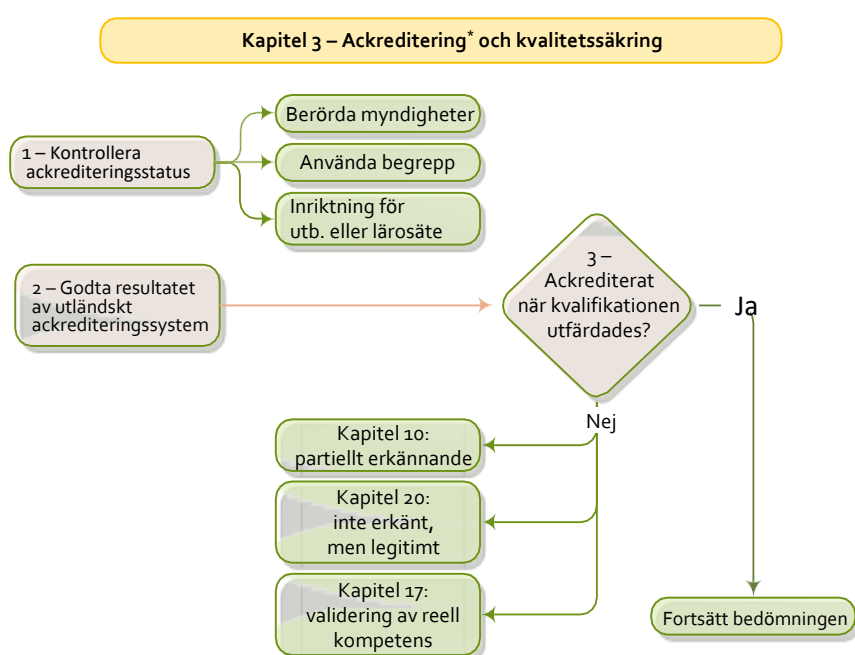 Kapitel 3 – Ackreditering* och kvalitetssäkring
1 – Kontrollera
ackrediteringsstatus
Berörda myndigheter
Använda begrepp
Inriktning för
utb. eller lärosäte
2 – Godta resultatet
av utländskt
ackrediteringssystem
3 –
Ackrediterat
när kvalifikationen
utfärdades?
Ja
Nej
Kapitel 10:
partiellt erkännande
Kapitel 20:
inte erkänt,
men legitimt
Kapitel 17:
validering av reell
kompetens
Fortsätt bedömningen